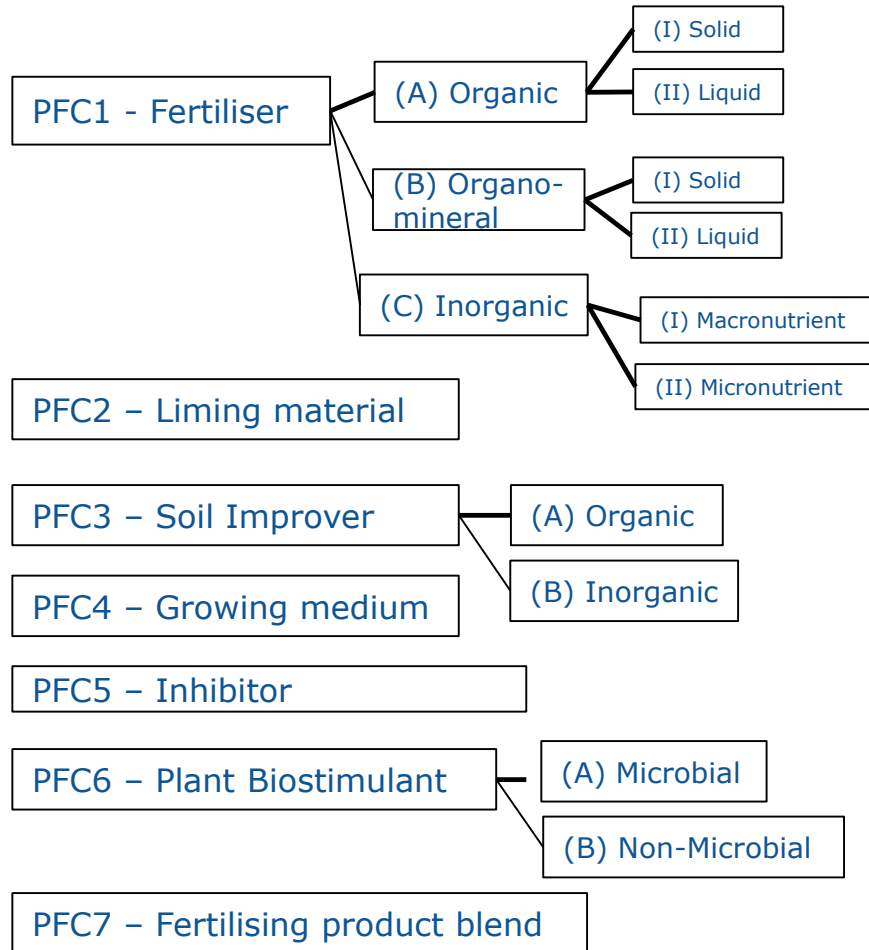 PFC1 - Fertiliser
(A) Organic
(I) Solid
(II) Liquid
(B) Organo-
mineral
(I) Solid
(II) Liquid
(C) Inorganic
(I) Macronutrient
(II) Micronutrient
PFC2 – Liming material
PFC3 – Soil Improver
(A) Organic
(B) Inorganic
PFC4 – Growing medium
PFC5 – Inhibitor
PFC6 – Plant Biostimulant
(A) Microbial
(B) Non-Microbial
PFC7 – Fertilising product blend